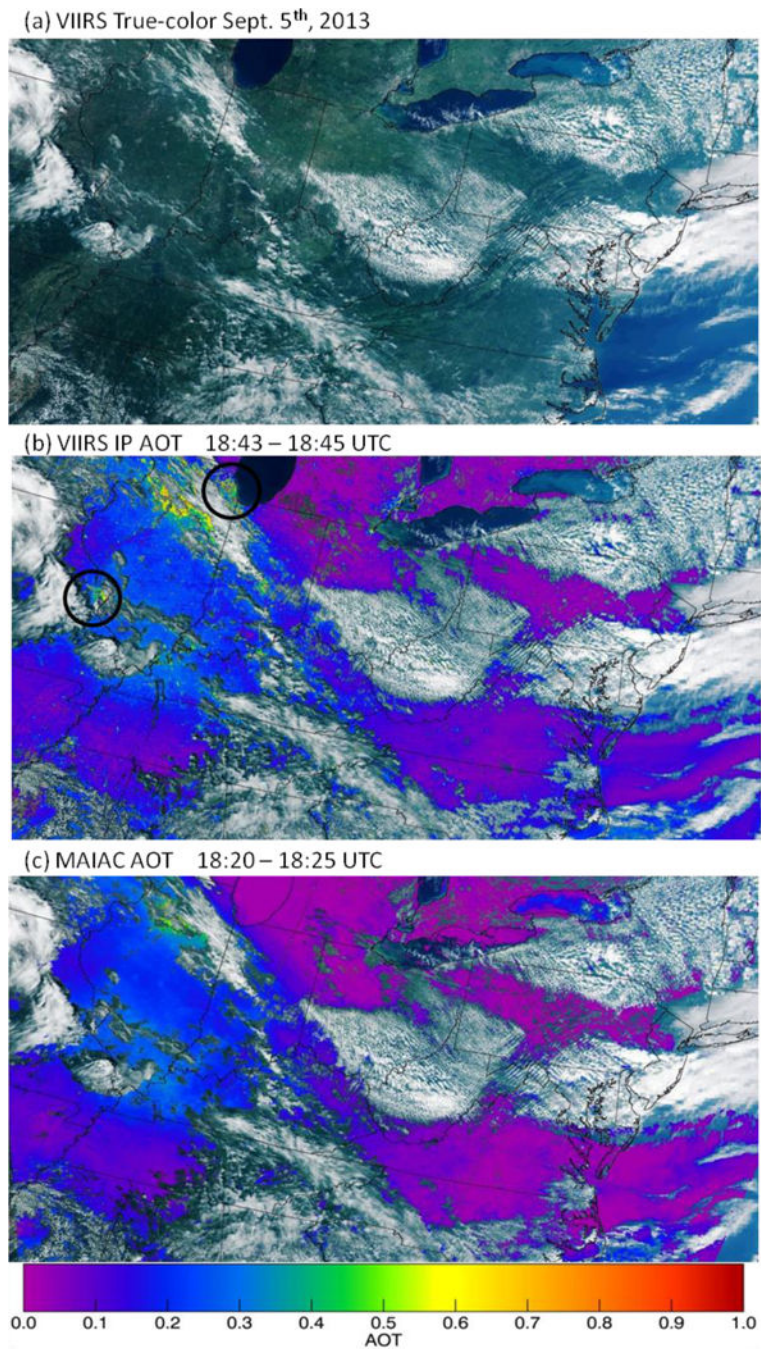 (a) VIIRS True-color Sept. 5th, 2013
(b) VIIRS IP AOT 18:43 – 18:45 UTC
(c) MAIAC AOT 18:20 – 18:25 UTC
0.0 0.1 0.2 0.3 0.4 0.5 0.6 0.7 0.8 0.9 1.0
AOT